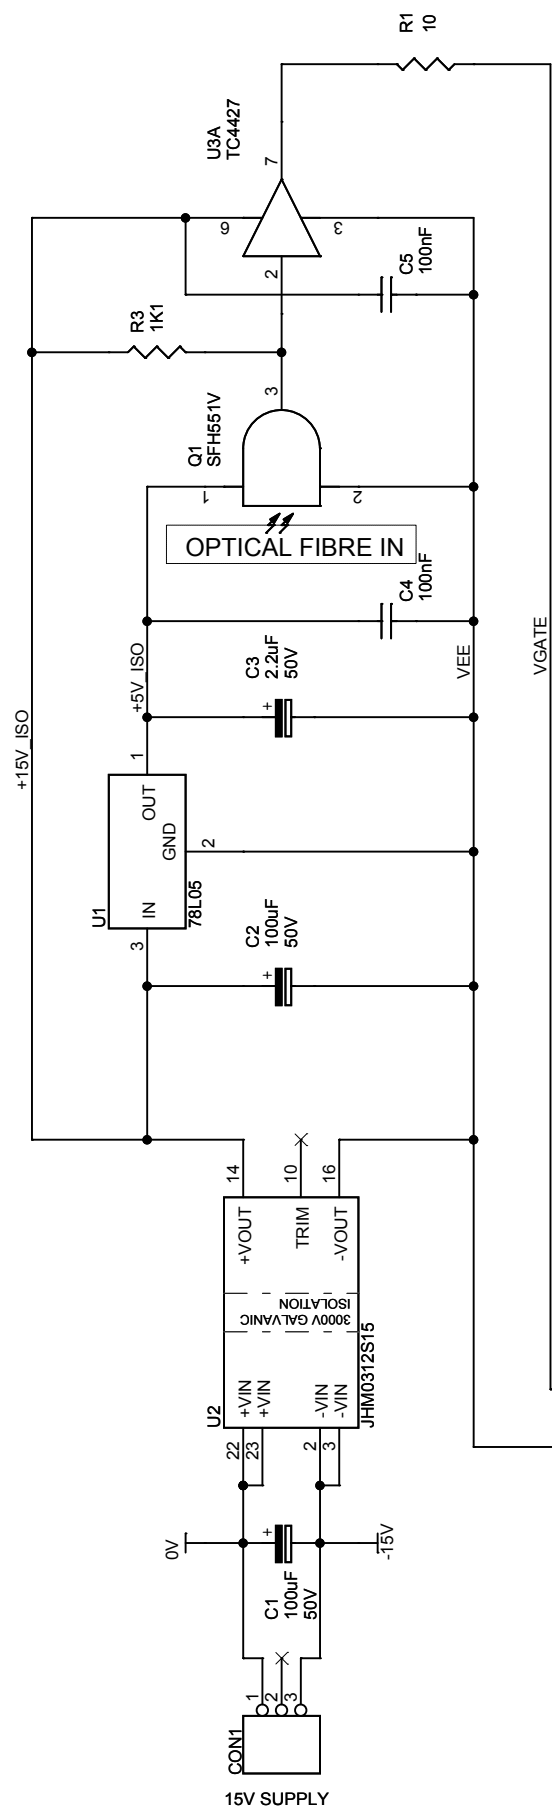 R1
10
U3A
TC4427
7
6
3
2
C5
100nF
R3
1K1
3
Q1
SFH551V
1
2
OPTICAL FIBRE IN
C4
100nF
+5V_ISO
C3
2.2uF
50V
+
VEE
VGATE
+15V_ISO
1
OUT
GND
2
U1
IN
78L05
3
C2
100uF
50V
+
14
10
16
+VOUT
TRIM
-VOUT
3000V GALVANIC
ISOLATION
U2
+VIN
+VIN
-VIN
-VIN
JHM0312S15
22
23
2
3
0V
-15V
+
C1
100uF
50V
1
2
3
CON1
15V SUPPLY